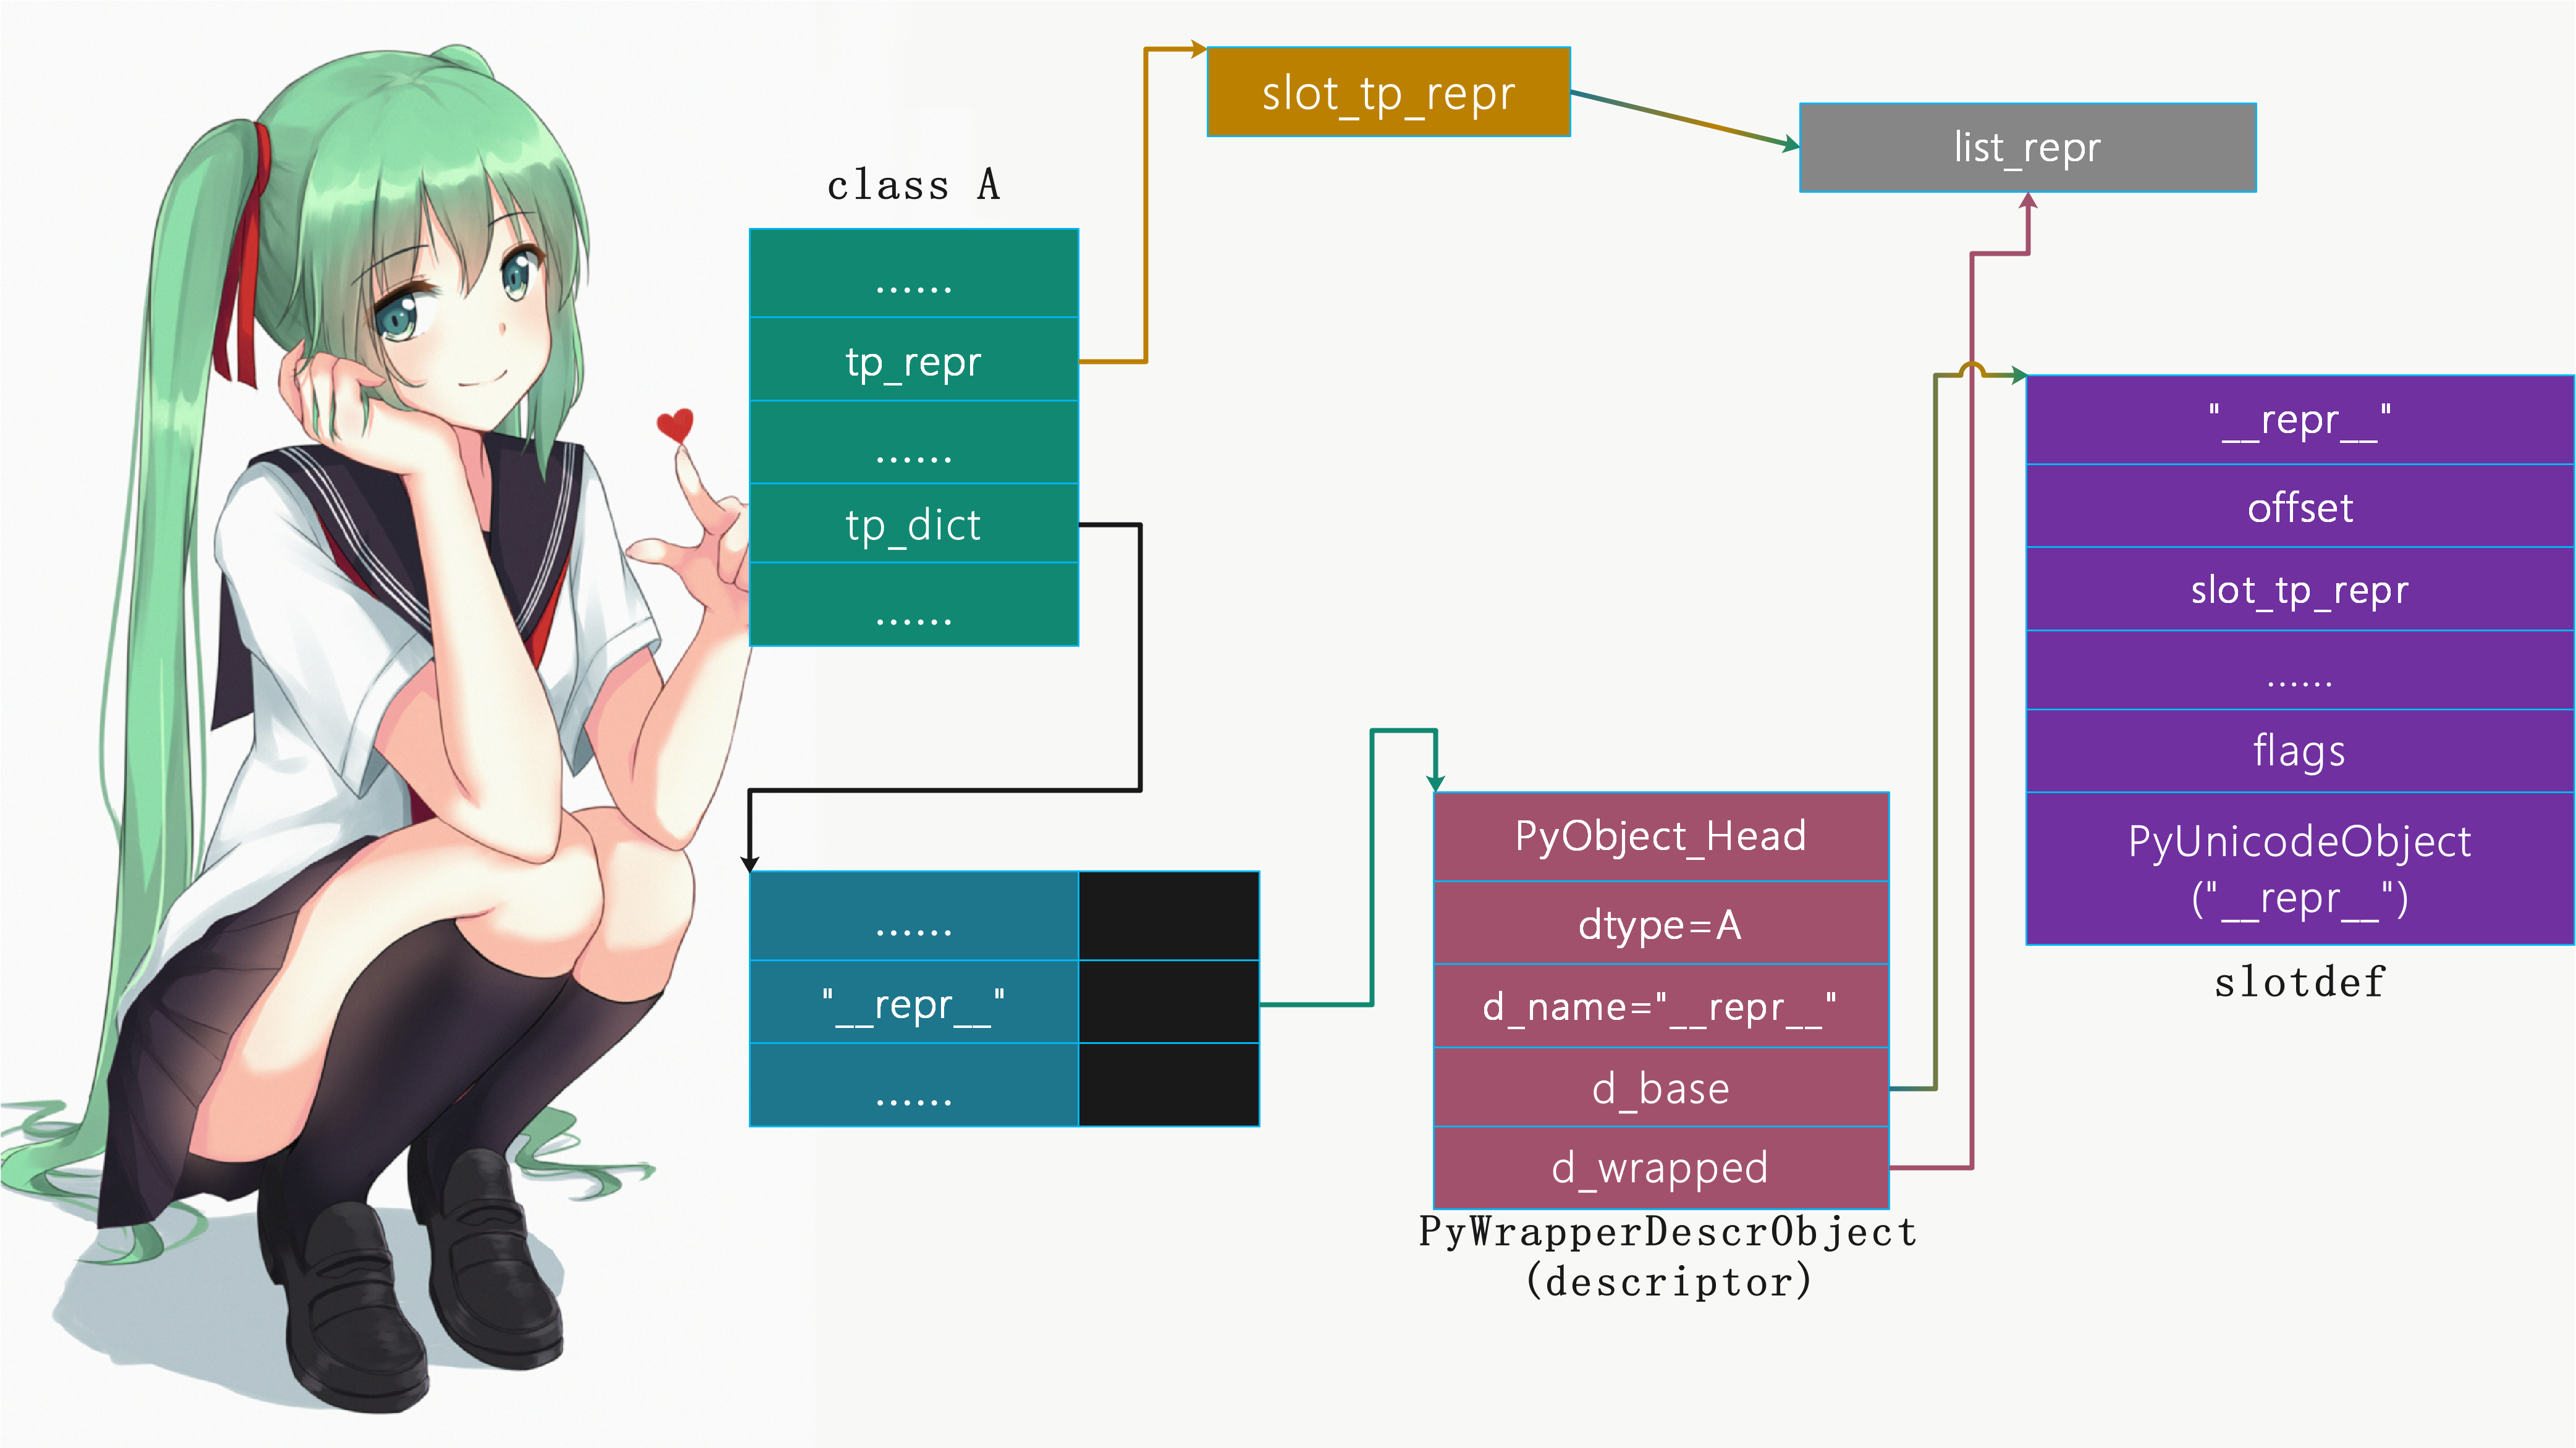 slot_tp_repr
list_repr
class A
......
tp_repr
......
tp_dict
......
"__repr__"
offset
slot_tp_repr
......
flags
PyUnicodeObject
("__repr__")
slotdef
......
"__repr__"
......
PyObject_Head
dtype=A
d_name="__repr__"
d_base
d_wrapped
PyWrapperDescrObject
(descriptor)